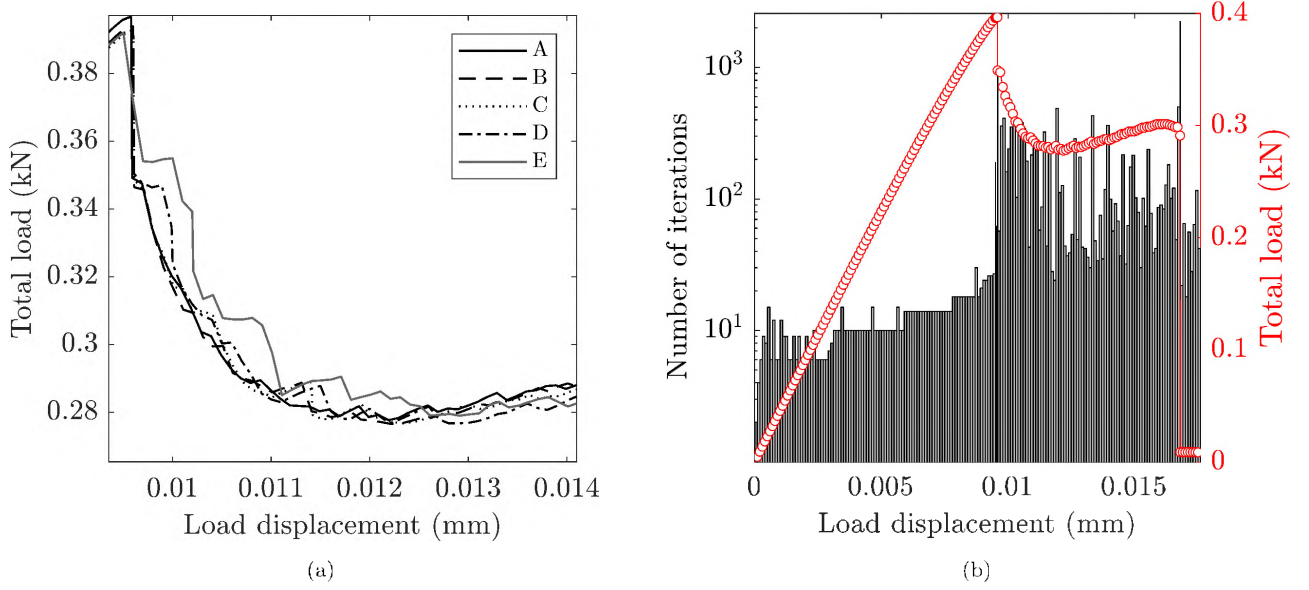 0.38
0.36
0.34
0.32
0.3
0.28
Total load (kN)
A
B
C
D
E
0.01
0.011
0.012
0.013
0.014
Load displacement (mm)
(a)
10^3
10^2
10^1
Number of iterations
0.4
0.3
0.2
0.1
0
Total load (kN)
0
0.005
0.01
0.015
Load displacement (mm)
(b)